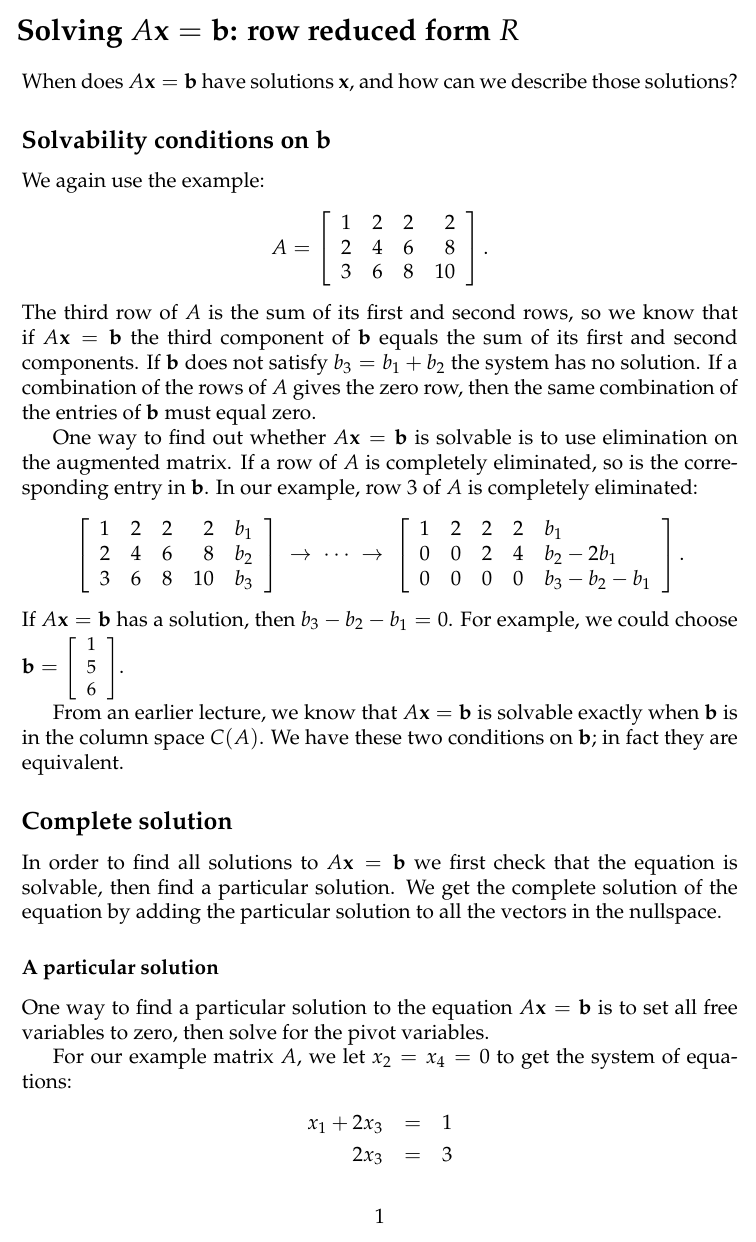 Solving Ax = b: row reduced form R
When does Ax = b have solutions x, and how can we describe those solutions?
Solvability conditions on b
We again use the example:
A = [ 1 2 2 2
2 4 6 8
3 6 8 10 ] .
The third row of A is the sum of its first and second rows, so we know that
if Ax = b the third component of b equals the sum of its first and second
components. If b does not satisfy b₃ = b₁ + b₂ the system has no solution. If a
combination of the rows of A gives the zero row, then the same combination of
the entries of b must equal zero.
One way to find out whether Ax = b is solvable is to use elimination on
the augmented matrix. If a row of A is completely eliminated, so is the corre-
sponding entry in b. In our example, row 3 of A is completely eliminated:
[ 1 2 2 2 b₁
2 4 6 8 b₂
3 6 8 10 b₃ ] → ⋯ → [ 1 2 2 2 b₁
0 0 2 4 b₂ − 2b₁
0 0 0 0 b₃ − b₂ − b₁ ] .
If Ax = b has a solution, then b₃ − b₂ − b₁ = 0. For example, we could choose
b = [ 1
5
6 ] .
From an earlier lecture, we know that Ax = b is solvable exactly when b is
in the column space C(A). We have these two conditions on b; in fact they are
equivalent.
Complete solution
In order to find all solutions to Ax = b we first check that the equation is
solvable, then find a particular solution. We get the complete solution of the
equation by adding the particular solution to all the vectors in the nullspace.
A particular solution
One way to find a particular solution to the equation Ax = b is to set all free
variables to zero, then solve for the pivot variables.
For our example matrix A, we let x₂ = x₄ = 0 to get the system of equa-
tions:
x₁ + 2x₃ = 1
2x₃ = 3
1